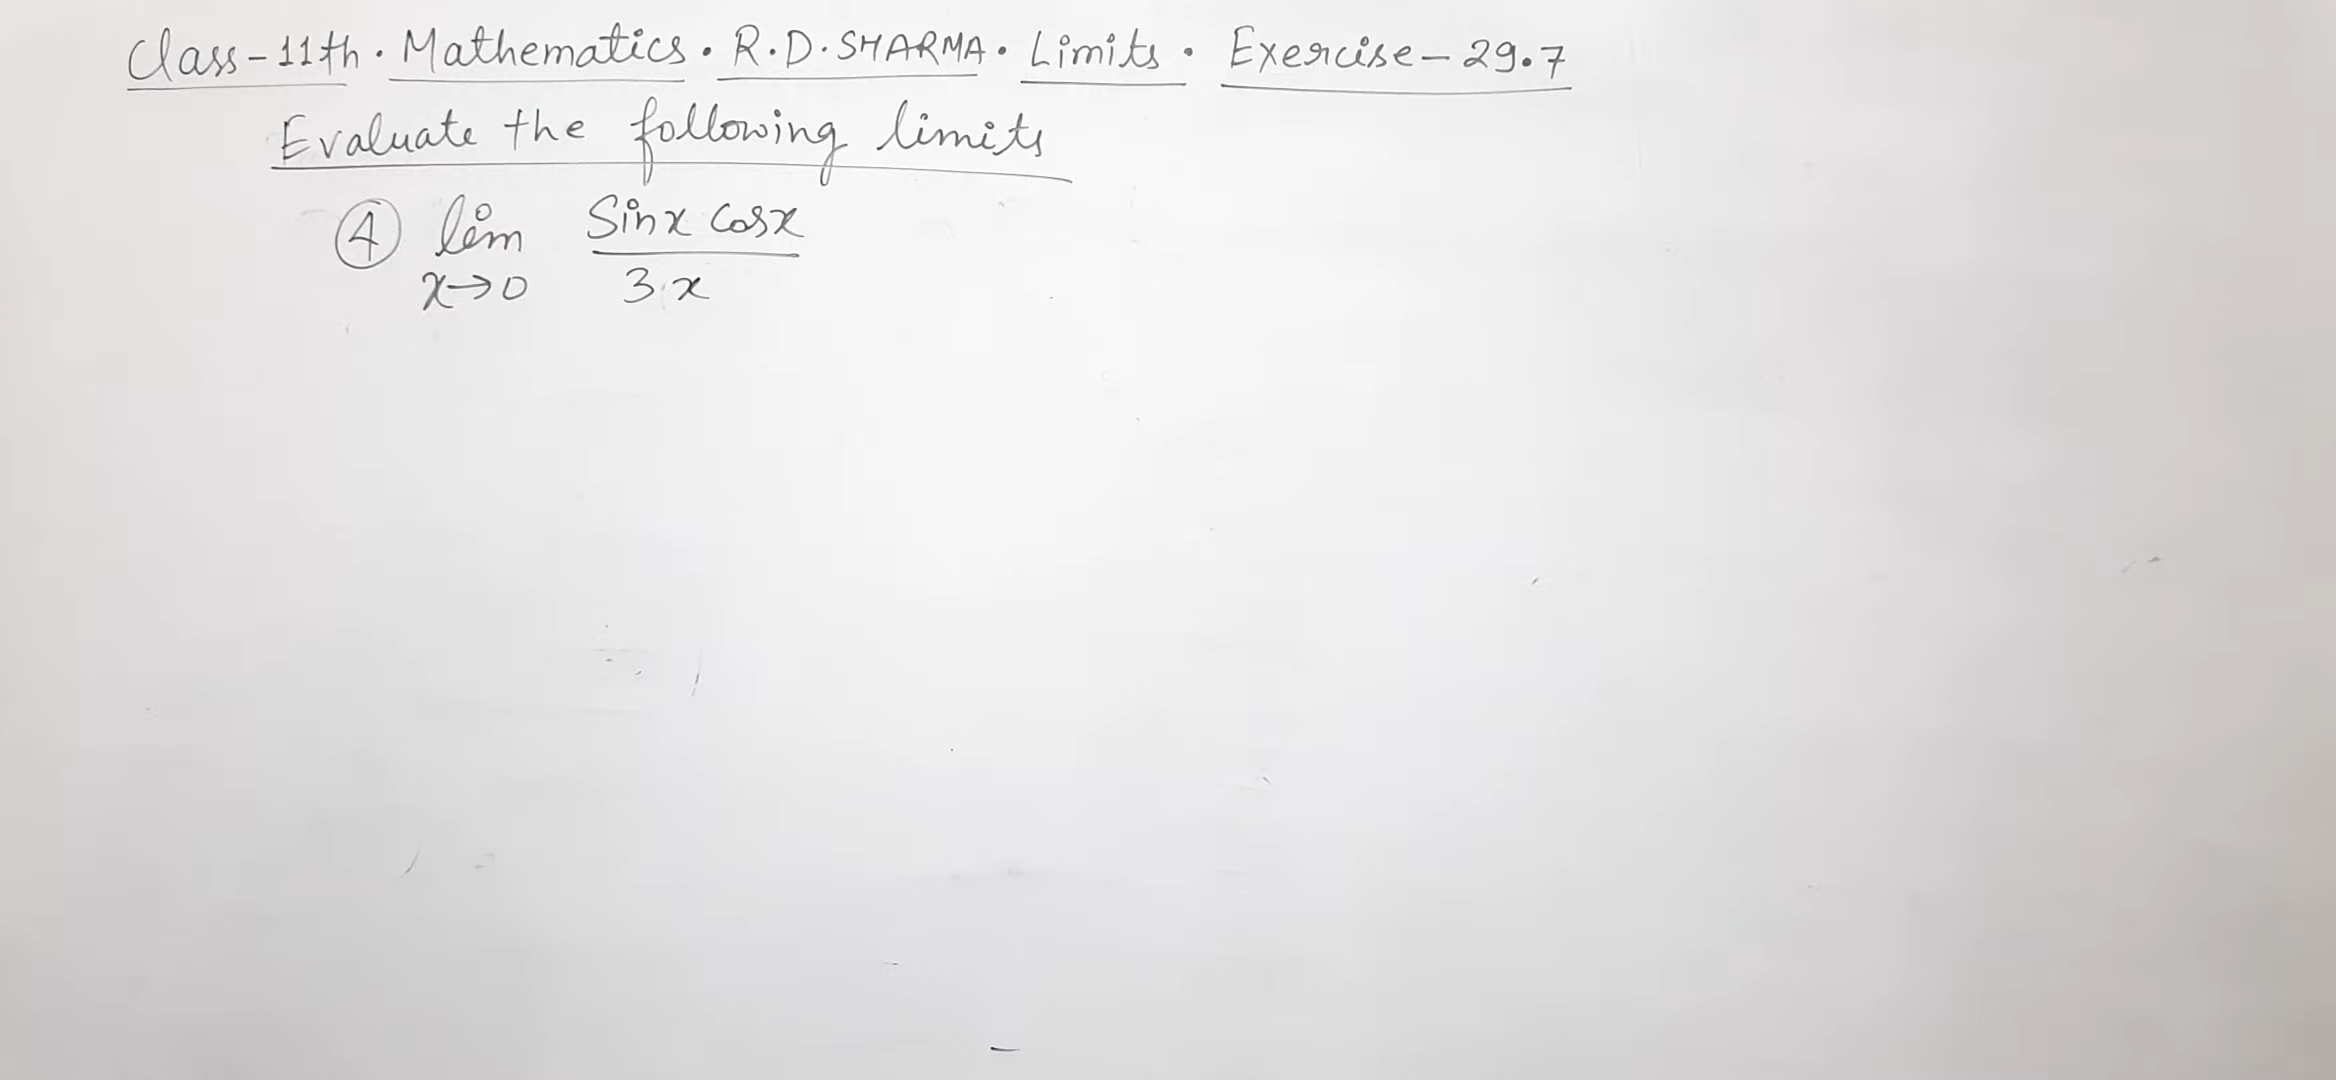 Class-11th. Mathematics. R.D.SHARMA. Limits. Exercise-29.7
Evaluate the following limits
④ lim Sinx Cosx
x→0 3x